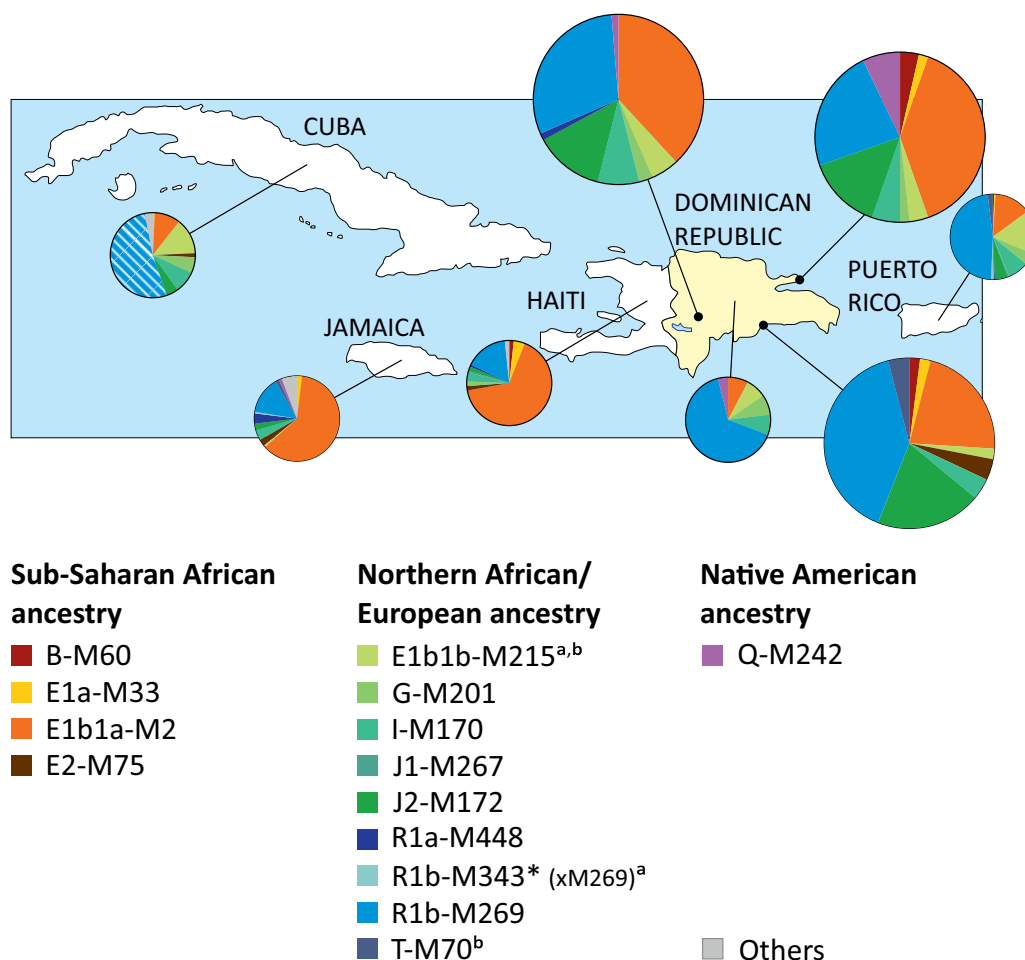 CUBA
DOMINICAN
REPUBLIC
PUERTO
RICO
HAITI
JAMAICA
Sub-Saharan African
ancestry
B-M60
E1a-M33
E1b1a-M2
E2-M75
Northern African/
European ancestry
E1b1b-M215ᵃ,ᵇ
G-M201
I-M170
J1-M267
J2-M172
R1a-M448
R1b-M343* (xM269)ᵃ
R1b-M269
T-M70ᵇ
Native American
ancestry
Q-M242
Others